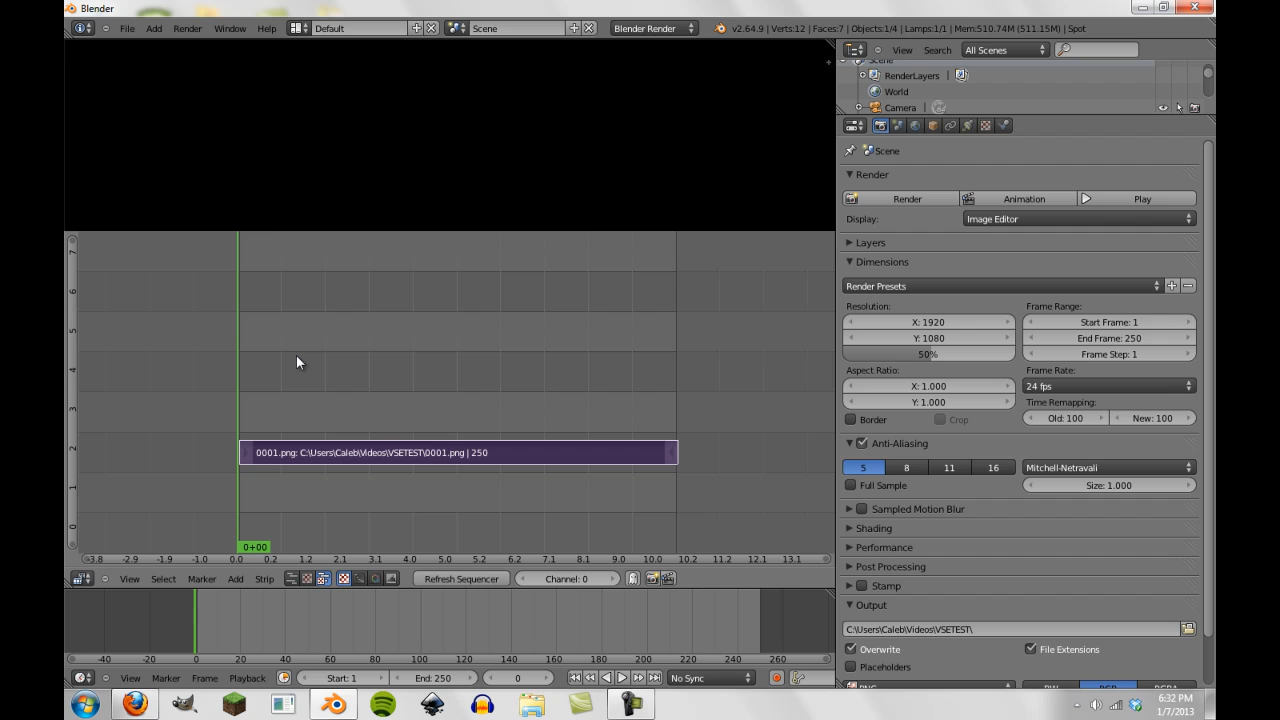 Blender
File Add Render Window Help Default Scene Blender Render v2.64.9 | Verts:12 | Faces:7 | Objects:1/4 | Lamps:1/1 | Mem:510.74M (511.15M) | Spot
View Search All Scenes
Scene
RenderLayers |
World
Camera |
Scene
Render
Render Animation Play
Display: Image Editor
Layers
Dimensions
Render Presets
Resolution: Frame Range:
X: 1920 Start Frame: 1
Y: 1080 End Frame: 250
50% Frame Step: 1
Aspect Ratio: Frame Rate:
X: 1.000 24 fps
Y: 1.000 Time Remapping:
Border Crop Old: 100 New: 100
Anti-Aliasing
5 8 11 16 Mitchell-Netravali
Full Sample Size: 1.000
Sampled Motion Blur
Shading
Performance
Post Processing
Stamp
Output
C:\Users\Caleb\Videos\VSETEST\
Overwrite File Extensions
Placeholders
7
6
5
4
3
2
1
0
0001.png: C:\Users\Caleb\Videos\VSETEST\0001.png | 250
0+00
-3.8 -2.9 -1.9 -1.0 0.0 0.2 1.2 2.1 3.1 4.0 4.3 5.2 6.2 7.1 8.1 9.0 10.0 10.2 11.2 12.1 13.1
View Select Marker Add Strip Refresh Sequencer Channel: 0
-40 -20 0 20 40 60 80 100 120 140 160 180 200 220 240 260
View Marker Frame Playback Start: 1 End: 250 0 No Sync
6:32 PM
1/7/2013